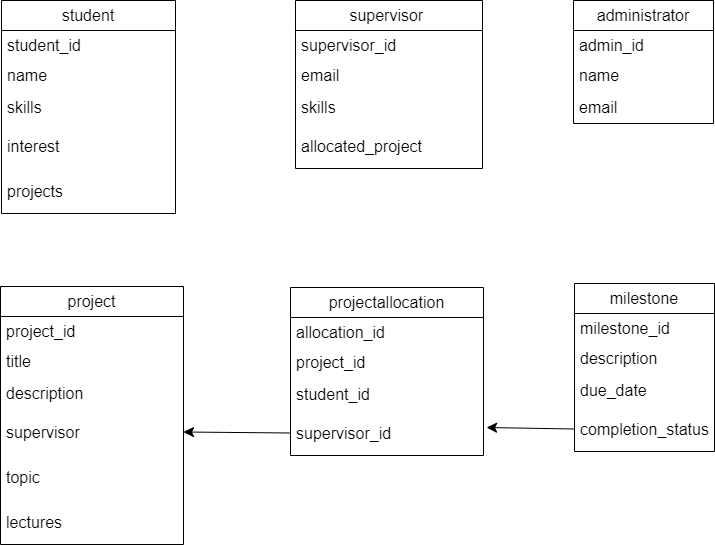 student
student_id
name
skills
interest
projects
supervisor
supervisor_id
email
skills
allocated_project
administrator
admin_id
name
email
project
project_id
title
description
supervisor
topic
lectures
projectallocation
allocation_id
project_id
student_id
supervisor_id
milestone
milestone_id
description
due_date
completion_status